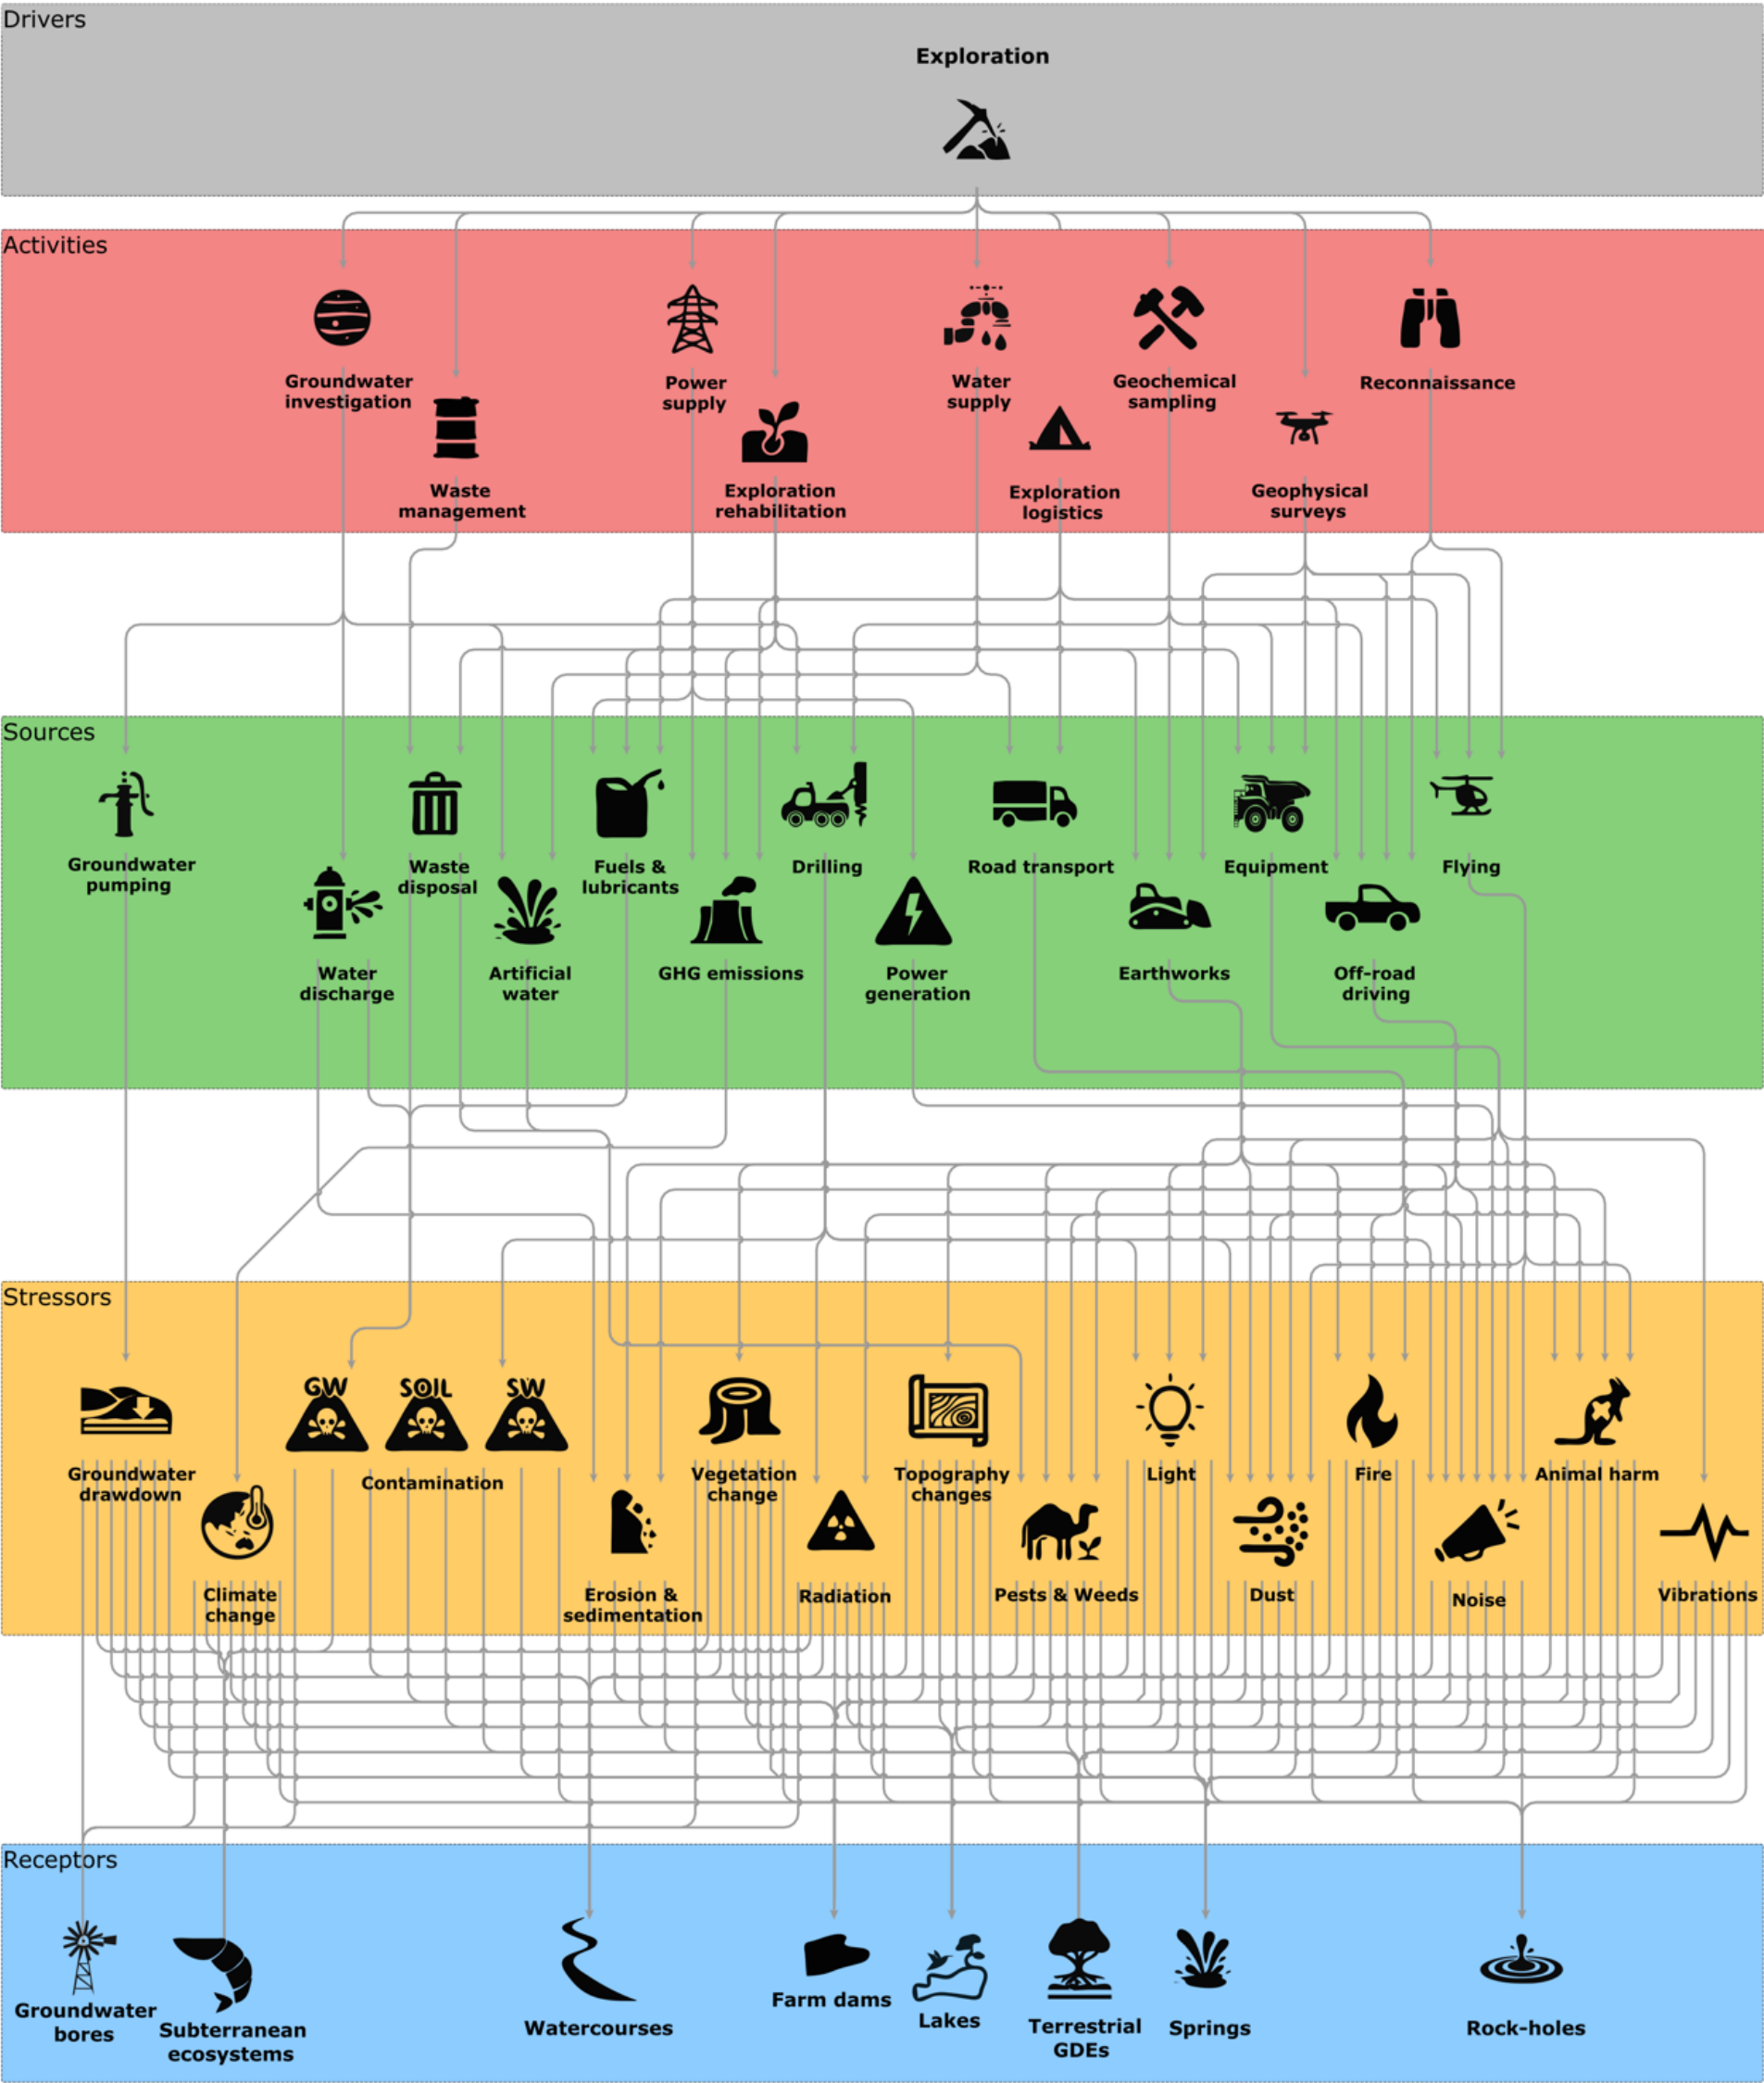 Drivers
Exploration
Activities
Groundwater
investigation
Power
supply
Water
supply
Geochemical
sampling
Reconnaissance
Waste
management
Exploration
rehabilitation
Exploration
logistics
Geophysical
surveys
Sources
Groundwater
pumping
Waste
disposal
Fuels &
lubricants
Drilling
Road transport
Equipment
Flying
Water
discharge
Artificial
water
GHG emissions
Power
generation
Earthworks
Off-road
driving
Stressors
GW
SOIL
SW
Groundwater
drawdown
Contamination
Vegetation
change
Topography
changes
Light
Fire
Animal harm
Climate
change
Erosion &
sedimentation
Radiation
Pests & Weeds
Dust
Noise
Vibrations
Receptors
Groundwater
bores
Subterranean
ecosystems
Watercourses
Farm dams
Lakes
Terrestrial
GDEs
Springs
Rock-holes